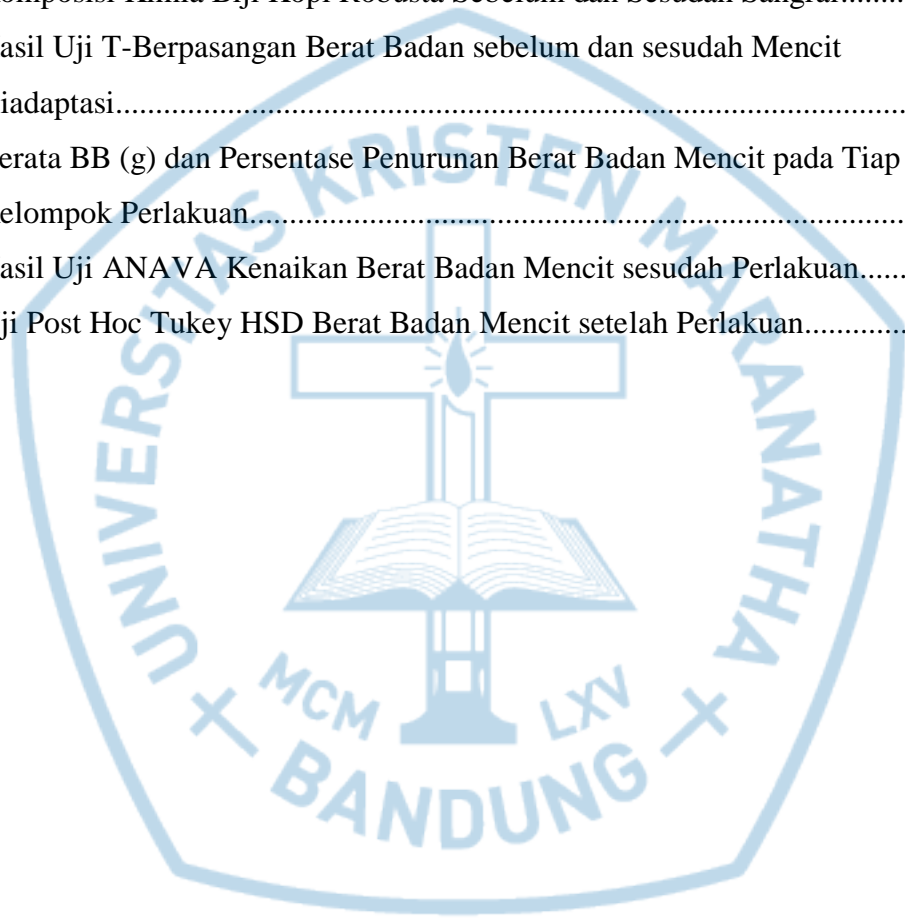 omposisi Kimia Biji Kopi Robusta Sebelum dan Sesudah Sangrai........
asil Uji T-Berpasangan Berat Badan sebelum dan sesudah Mencit
iadaptasi....................................................................................................
erata BB (g) dan Persentase Penurunan Berat Badan Mencit pada Tiap
elompok Perlakuan...................................................................................
asil Uji ANAVA Kenaikan Berat Badan Mencit sesudah Perlakuan......
ji Post Hoc Tukey HSD Berat Badan Mencit setelah Perlakuan.............
UNIVERSITAS KRISTEN MARANATHA
MCM LXV
BANDUNG